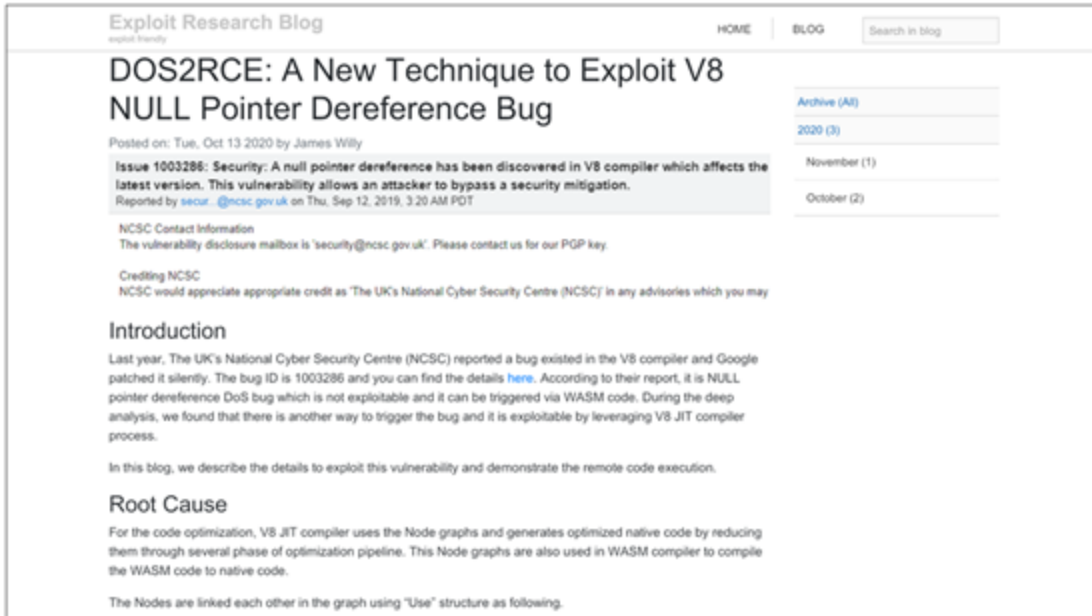 Exploit Research Blog
exploit friendly
HOME
BLOG
Search in blog
DOS2RCE: A New Technique to Exploit V8
NULL Pointer Dereference Bug
Posted on: Tue, Oct 13 2020 by James Willy
Issue 1003286: Security: A null pointer dereference has been discovered in V8 compiler which affects the
latest version. This vulnerability allows an attacker to bypass a security mitigation.
Reported by secur...@ncsc.gov.uk on Thu, Sep 12, 2019, 3:20 AM PDT
NCSC Contact Information
The vulnerability disclosure mailbox is 'security@ncsc.gov.uk'. Please contact us for our PGP key.
Crediting NCSC
NCSC would appreciate appropriate credit as 'The UK's National Cyber Security Centre (NCSC)' in any advisories which you may
Introduction
Last year, The UK's National Cyber Security Centre (NCSC) reported a bug existed in the V8 compiler and Google
patched it silently. The bug ID is 1003286 and you can find the details here. According to their report, it is NULL
pointer dereference DoS bug which is not exploitable and it can be triggered via WASM code. During the deep
analysis, we found that there is another way to trigger the bug and it is exploitable by leveraging V8 JIT compiler
process.
In this blog, we describe the details to exploit this vulnerability and demonstrate the remote code execution.
Root Cause
For the code optimization, V8 JIT compiler uses the Node graphs and generates optimized native code by reducing
them through several phase of optimization pipeline. This Node graphs are also used in WASM compiler to compile
the WASM code to native code.
The Nodes are linked each other in the graph using “Use” structure as following.
Archive (All)
2020 (3)
November (1)
October (2)